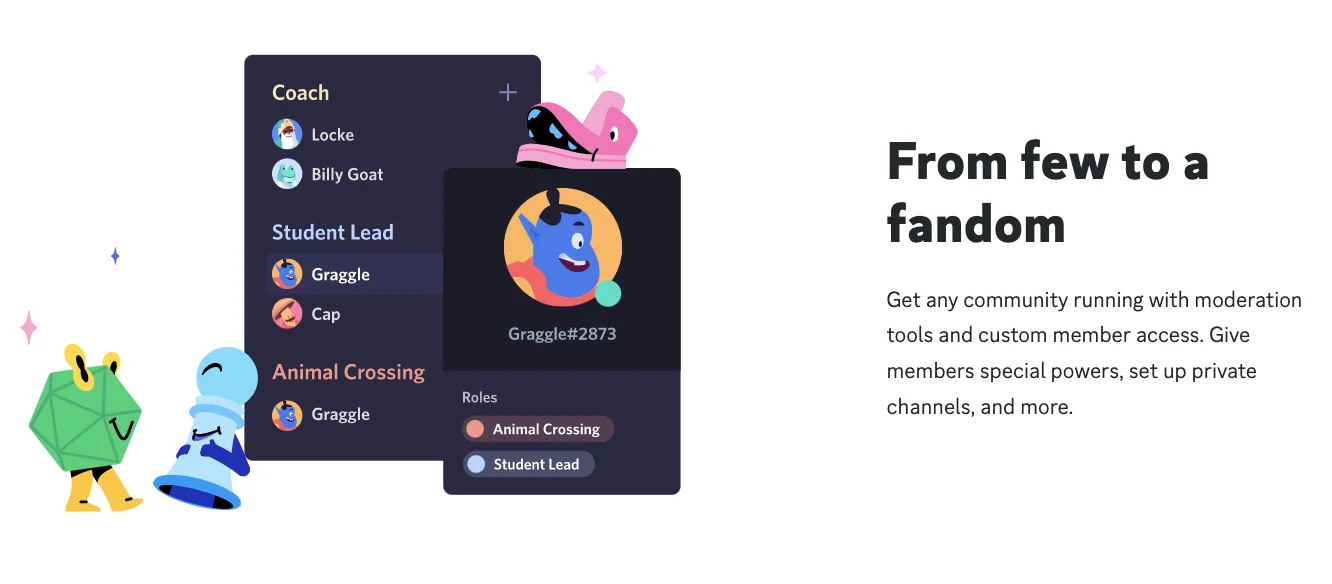 Coach
Locke
Billy Goat
Student Lead
Graggle
Cap
Animal Crossing
Graggle
Graggle#2873
Roles
Animal Crossing
Student Lead
From few to a
fandom
Get any community running with moderation
tools and custom member access. Give
members special powers, set up private
channels, and more.